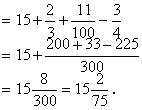 = 15 + 2/3 + 11/100 - 3/4
= 15 + (200 + 33 - 225)/300
= 15 8/300 = 15 2/75.